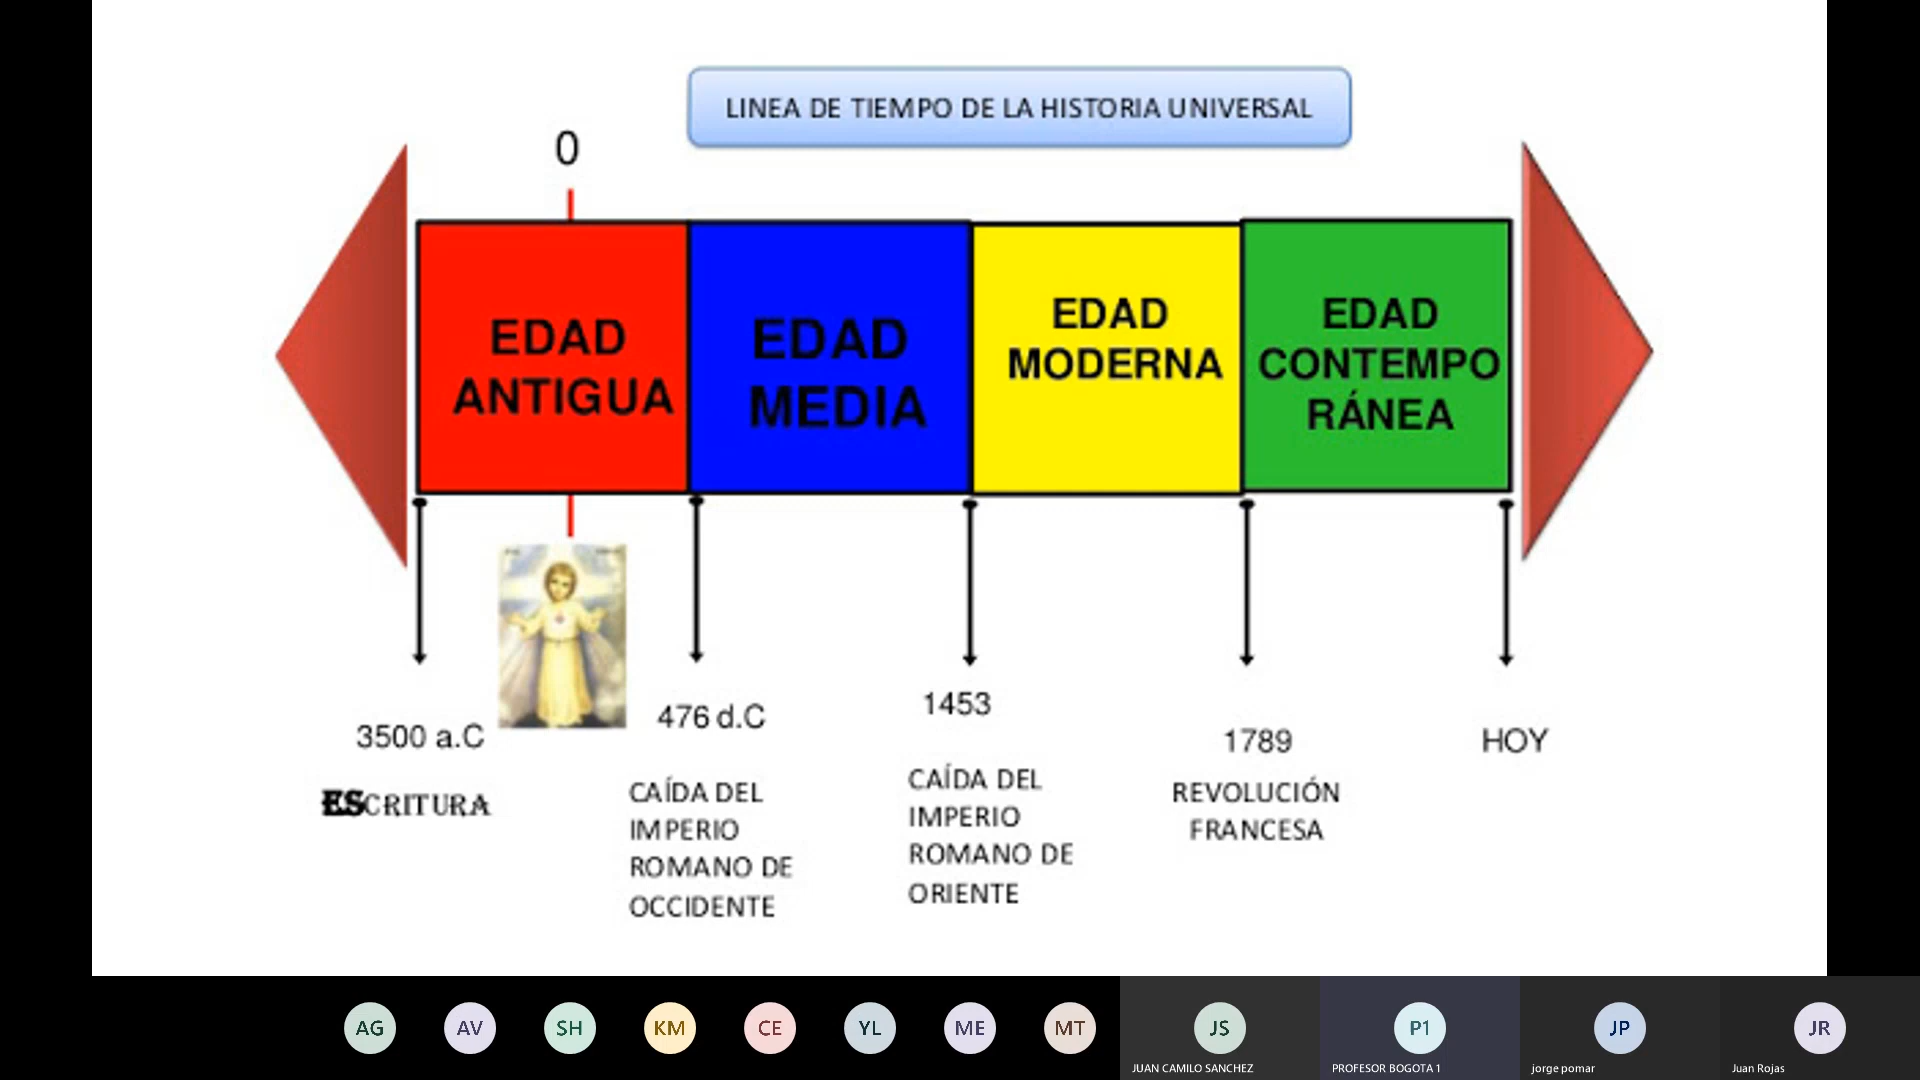 LINEA DE TIEMPO DE LA HISTORIA UNIVERSAL
0
EDAD
ANTIGUA
EDAD
MEDIA
EDAD
MODERNA
EDAD
CONTEMPO
RÁNEA
3500 a.C
ESCRITURA
476 d.C
CAÍDA DEL
IMPERIO
ROMANO DE
OCCIDENTE
1453
CAÍDA DEL
IMPERIO
ROMANO DE
ORIENTE
1789
REVOLUCIÓN
FRANCESA
HOY
AG
AV
SH
KM
CE
YL
ME
MT
JS
JUAN CAMILO SANCHEZ
P1
PROFESOR BOGOTA 1
JP
jorge pomar
JR
Juan Rojas